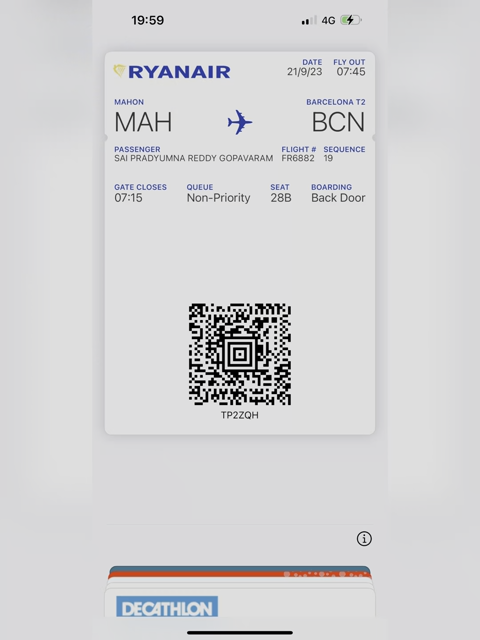 19:59 4G
RYANAIR
DATE FLY OUT
21/9/23 07:45
MAHON BARCELONA T2
MAH BCN
PASSENGER FLIGHT # SEQUENCE
SAI PRADYUMNA REDDY GOPAVARAM FR6882 19
GATE CLOSES QUEUE SEAT BOARDING
07:15 Non-Priority 28B Back Door
TP2ZQH
DECATHLON